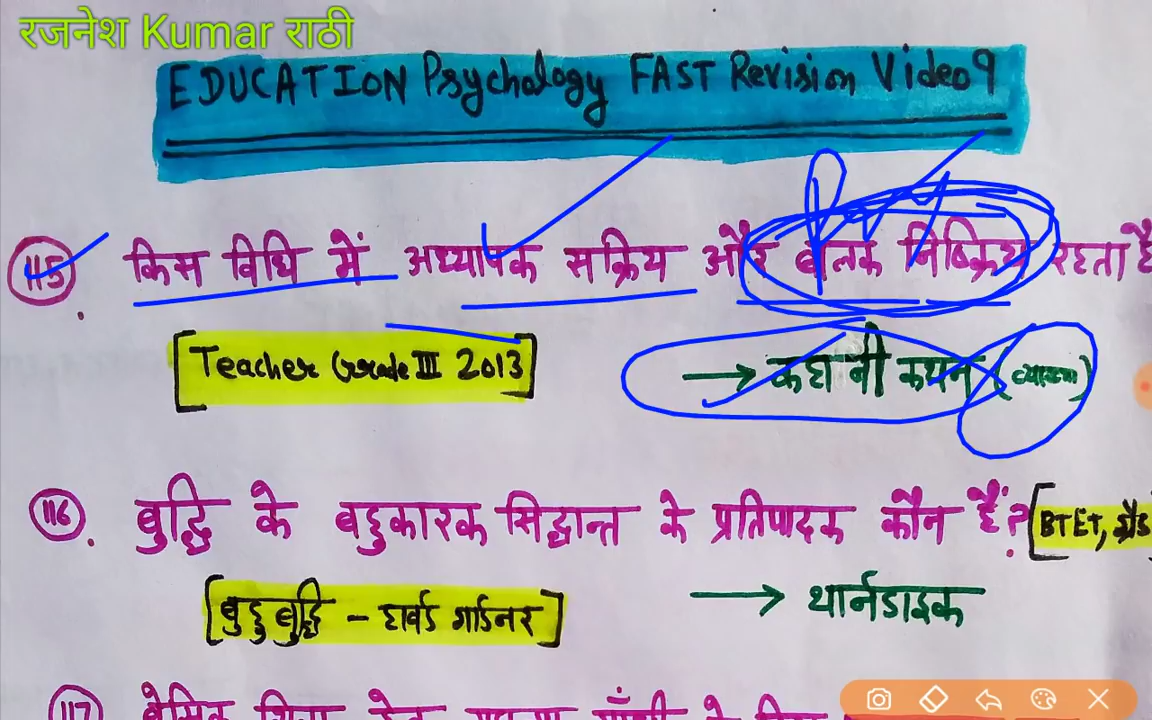 रजनेश Kumar राठी
EDUCATION Psychology FAST Revision Video 9
115. किस विधि में अध्यापक सक्रिय और बालक निष्क्रिय रहता है
[Teacher Grade III 2013] → कहानी कथन
116. बुद्धि के बहुकारक सिद्धान्त के प्रतिपादक कौन हैं? [BTET,
[बहुबुद्धि - हार्वर्ड गार्डनर] → थार्नडाइक
117